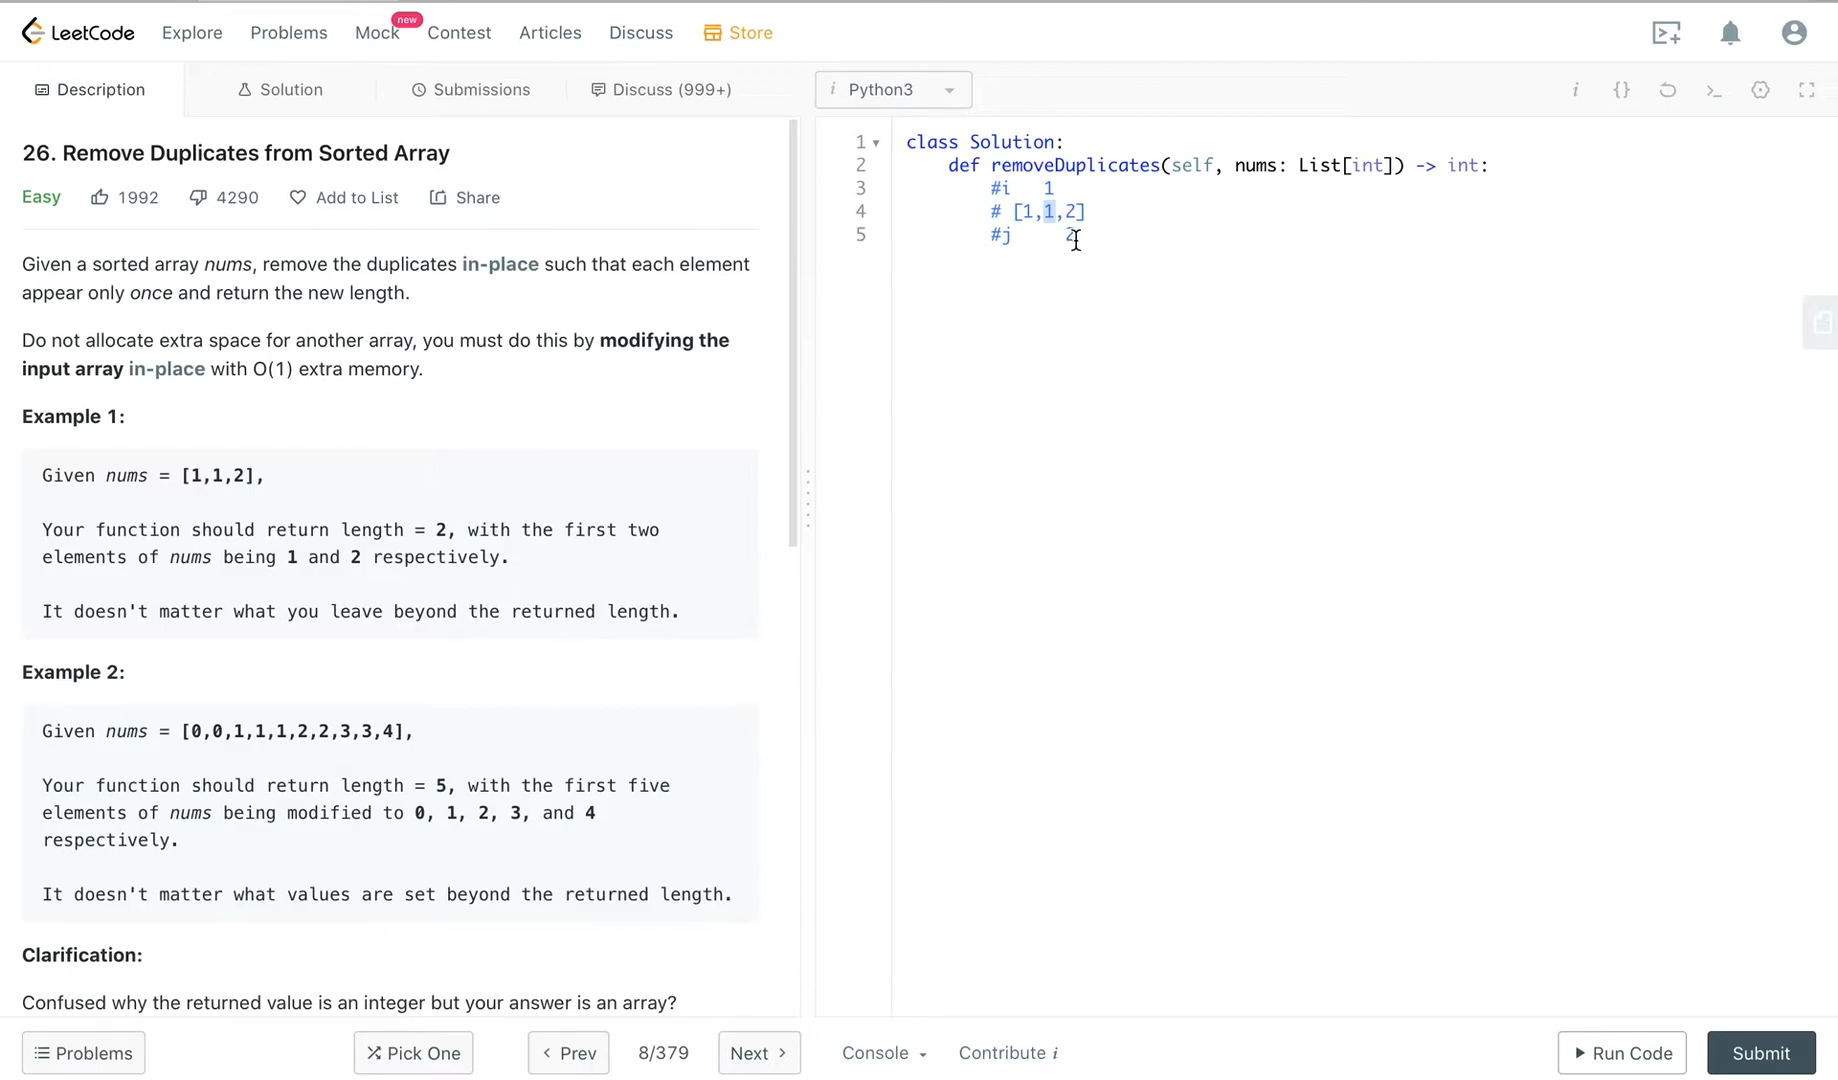 LeetCode Explore Problems Mock new Contest Articles Discuss Store
Description Solution Submissions Discuss (999+) i Python3 i {}
26. Remove Duplicates from Sorted Array
Easy 1992 4290 Add to List Share
Given a sorted array nums, remove the duplicates in-place such that each element
appear only once and return the new length.
Do not allocate extra space for another array, you must do this by modifying the
input array in-place with O(1) extra memory.
Example 1:
Given nums = [1,1,2],
Your function should return length = 2, with the first two
elements of nums being 1 and 2 respectively.
It doesn't matter what you leave beyond the returned length.
Example 2:
Given nums = [0,0,1,1,1,2,2,3,3,4],
Your function should return length = 5, with the first five
elements of nums being modified to 0, 1, 2, 3, and 4
respectively.
It doesn't matter what values are set beyond the returned length.
Clarification:
Confused why the returned value is an integer but your answer is an array?
1 class Solution:
2 def removeDuplicates(self, nums: List[int]) -> int:
3 #i 1
4 # [1,1,2]
5 #j 2
Problems Pick One Prev 8/379 Next Console Contribute i Run Code Submit